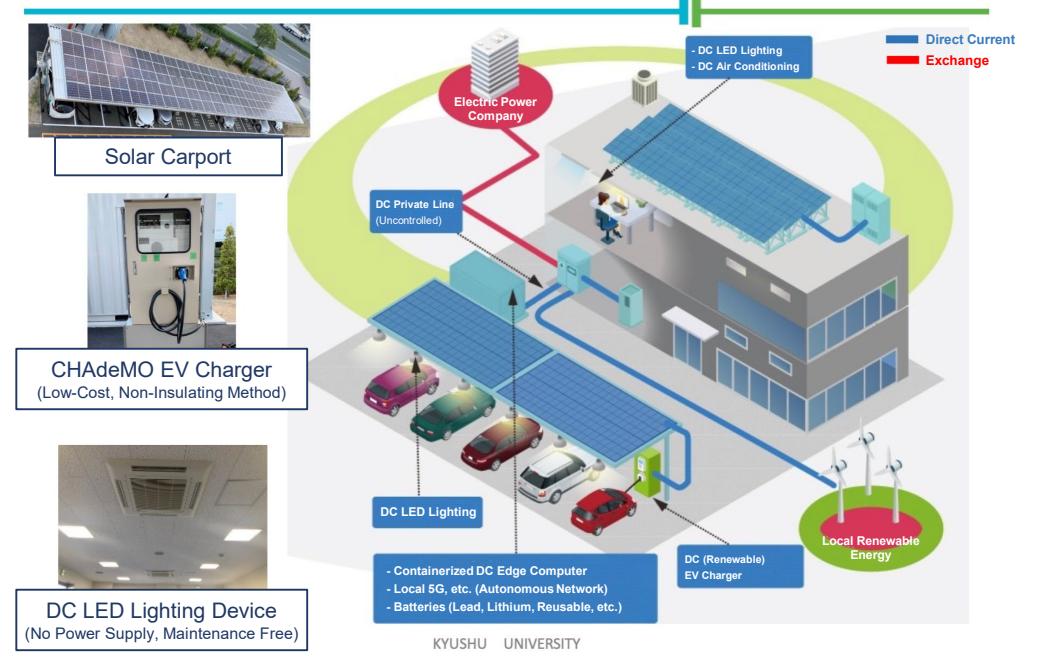 Direct Current
Exchange
- DC LED Lighting
- DC Air Conditioning
Electric Power
Company
Solar Carport
DC Private Line
(Uncontrolled)
CHAdeMO EV Charger
(Low-Cost, Non-Insulating Method)
DC LED Lighting
Local Renewable
Energy
DC (Renewable)
EV Charger
- Containerized DC Edge Computer
- Local 5G, etc. (Autonomous Network)
- Batteries (Lead, Lithium, Reusable, etc.)
DC LED Lighting Device
(No Power Supply, Maintenance Free)
KYUSHU UNIVERSITY